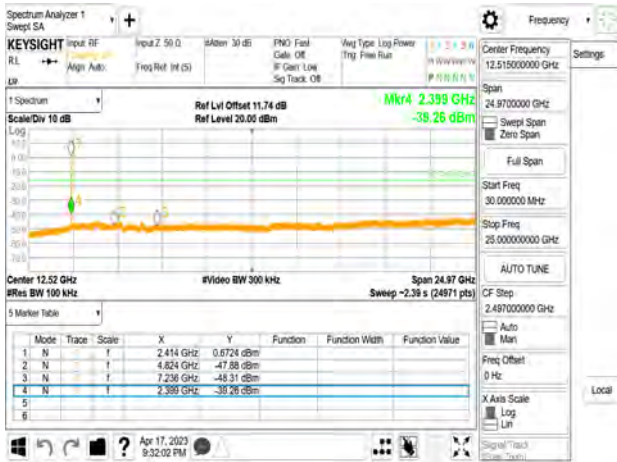 Spectrum Analyzer 1
Swept SA
+
Frequency
KEYSIGHT
Input: RF
Input Z: 50 Ω
#Atten: 30 dB
PNO: Fast
Avg Type: Log Power
RL
Align: Auto
Freq Ref: Int (S)
Gate: Off
Trig: Free Run
IF Gain: Low
Sig Track: Off
Center Frequency
12.515000000 GHz
Settings
Span
24.9700000 GHz
Swept Span
Zero Span
Full Span
Start Freq
30.000000 MHz
Stop Freq
25.000000000 GHz
AUTO TUNE
CF Step
2.497000000 GHz
Auto
Man
Freq Offset
0 Hz
X Axis Scale
Log
Lin
Signal Track
Local
1 Spectrum
Scale/Div 10 dB
Ref Lvl Offset 11.74 dB
Ref Level 20.00 dBm
Mkr4 2.399 GHz
-39.26 dBm
Log
Center 12.52 GHz
#Video BW 300 kHz
Span 24.97 GHz
#Res BW 100 kHz
Sweep ~2.39 s (24971 pts)
5 Marker Table
Mode Trace Scale X Y Function Function Width Function Value
1 N f 2.414 GHz 0.6724 dBm
2 N f 4.824 GHz -47.88 dBm
3 N f 7.236 GHz -48.31 dBm
4 N f 2.399 GHz -39.26 dBm
5
6
?
Apr 17, 2023
9:32:02 PM